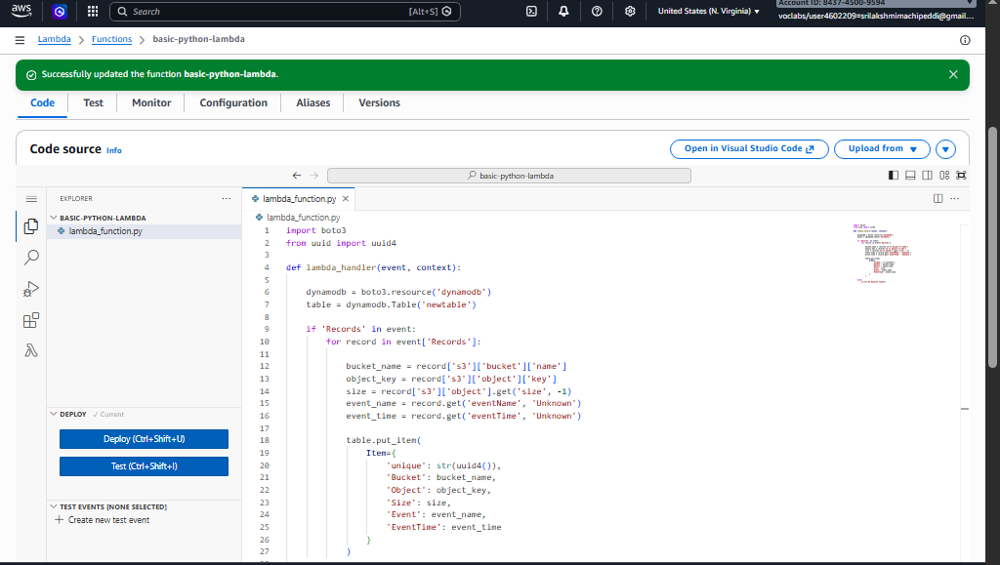 aws
Search [Alt+S]
United States (N. Virginia)
Account ID: 8437-4500-9594
voclabs/user4602209=srilakshmimachipeddi@gmail...
Lambda > Functions > basic-python-lambda
Successfully updated the function basic-python-lambda.
Code Test Monitor Configuration Aliases Versions
Code source Info
Open in Visual Studio Code
Upload from
basic-python-lambda
EXPLORER
BASIC-PYTHON-LAMBDA
lambda_function.py
DEPLOY Current
Deploy (Ctrl+Shift+U)
Test (Ctrl+Shift+I)
TEST EVENTS [NONE SELECTED]
Create new test event
lambda_function.py
lambda_function.py
1 import boto3
2 from uuid import uuid4
3
4 def lambda_handler(event, context):
5
6 dynamodb = boto3.resource('dynamodb')
7 table = dynamodb.Table('newtable')
8
9 if 'Records' in event:
10 for record in event['Records']:
11
12 bucket_name = record['s3']['bucket']['name']
13 object_key = record['s3']['object']['key']
14 size = record['s3']['object'].get('size', -1)
15 event_name = record.get('eventName', 'Unknown')
16 event_time = record.get('eventTime', 'Unknown')
17
18 table.put_item(
19 Item={
20 'unique': str(uuid4()),
21 'Bucket': bucket_name,
22 'Object': object_key,
23 'Size': size,
24 'Event': event_name,
25 'EventTime': event_time
26 }
27 )